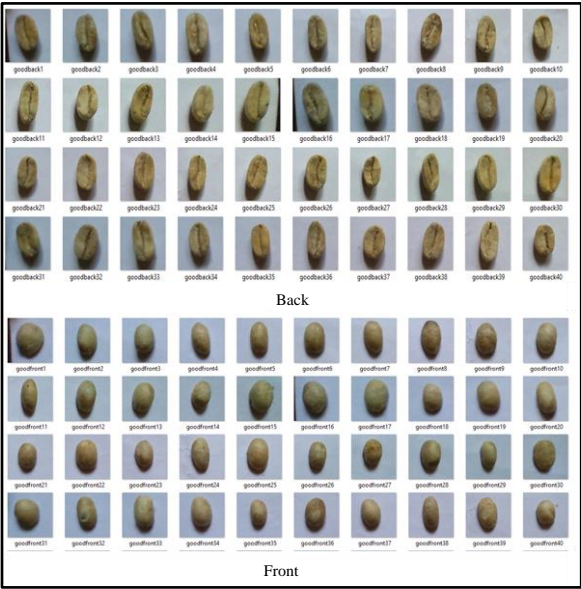 goodback1 goodback2 goodback3 goodback4 goodback5 goodback6 goodback7 goodback8 goodback9 goodback10
goodback11 goodback12 goodback13 goodback14 goodback15 goodback16 goodback17 goodback18 goodback19 goodback20
goodback21 goodback22 goodback23 goodback24 goodback25 goodback26 goodback27 goodback28 goodback29 goodback30
goodback31 goodback32 goodback33 goodback34 goodback35 goodback36 goodback37 goodback38 goodback39 goodback40
Back
goodfront1 goodfront2 goodfront3 goodfront4 goodfront5 goodfront6 goodfront7 goodfront8 goodfront9 goodfront10
goodfront11 goodfront12 goodfront13 goodfront14 goodfront15 goodfront16 goodfront17 goodfront18 goodfront19 goodfront20
goodfront21 goodfront22 goodfront23 goodfront24 goodfront25 goodfront26 goodfront27 goodfront28 goodfront29 goodfront30
goodfront31 goodfront32 goodfront33 goodfront34 goodfront35 goodfront36 goodfront37 goodfront38 goodfront39 goodfront40
Front